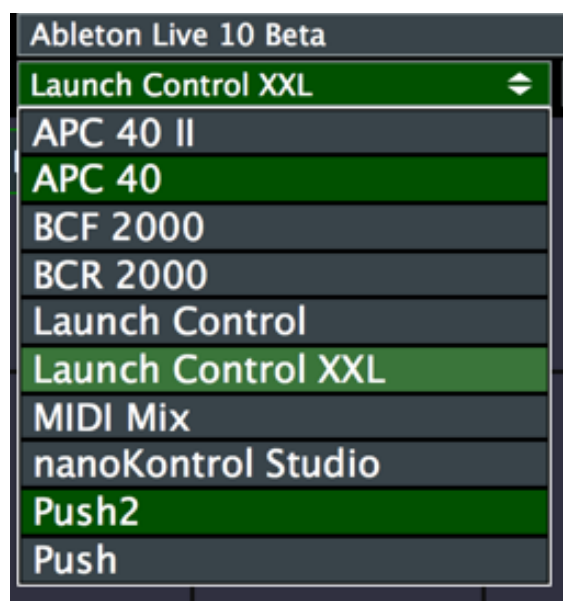 Ableton Live 10 Beta
Launch Control XXL
APC 40 II
APC 40
BCF 2000
BCR 2000
Launch Control
Launch Control XXL
MIDI Mix
nanoKontrol Studio
Push2
Push